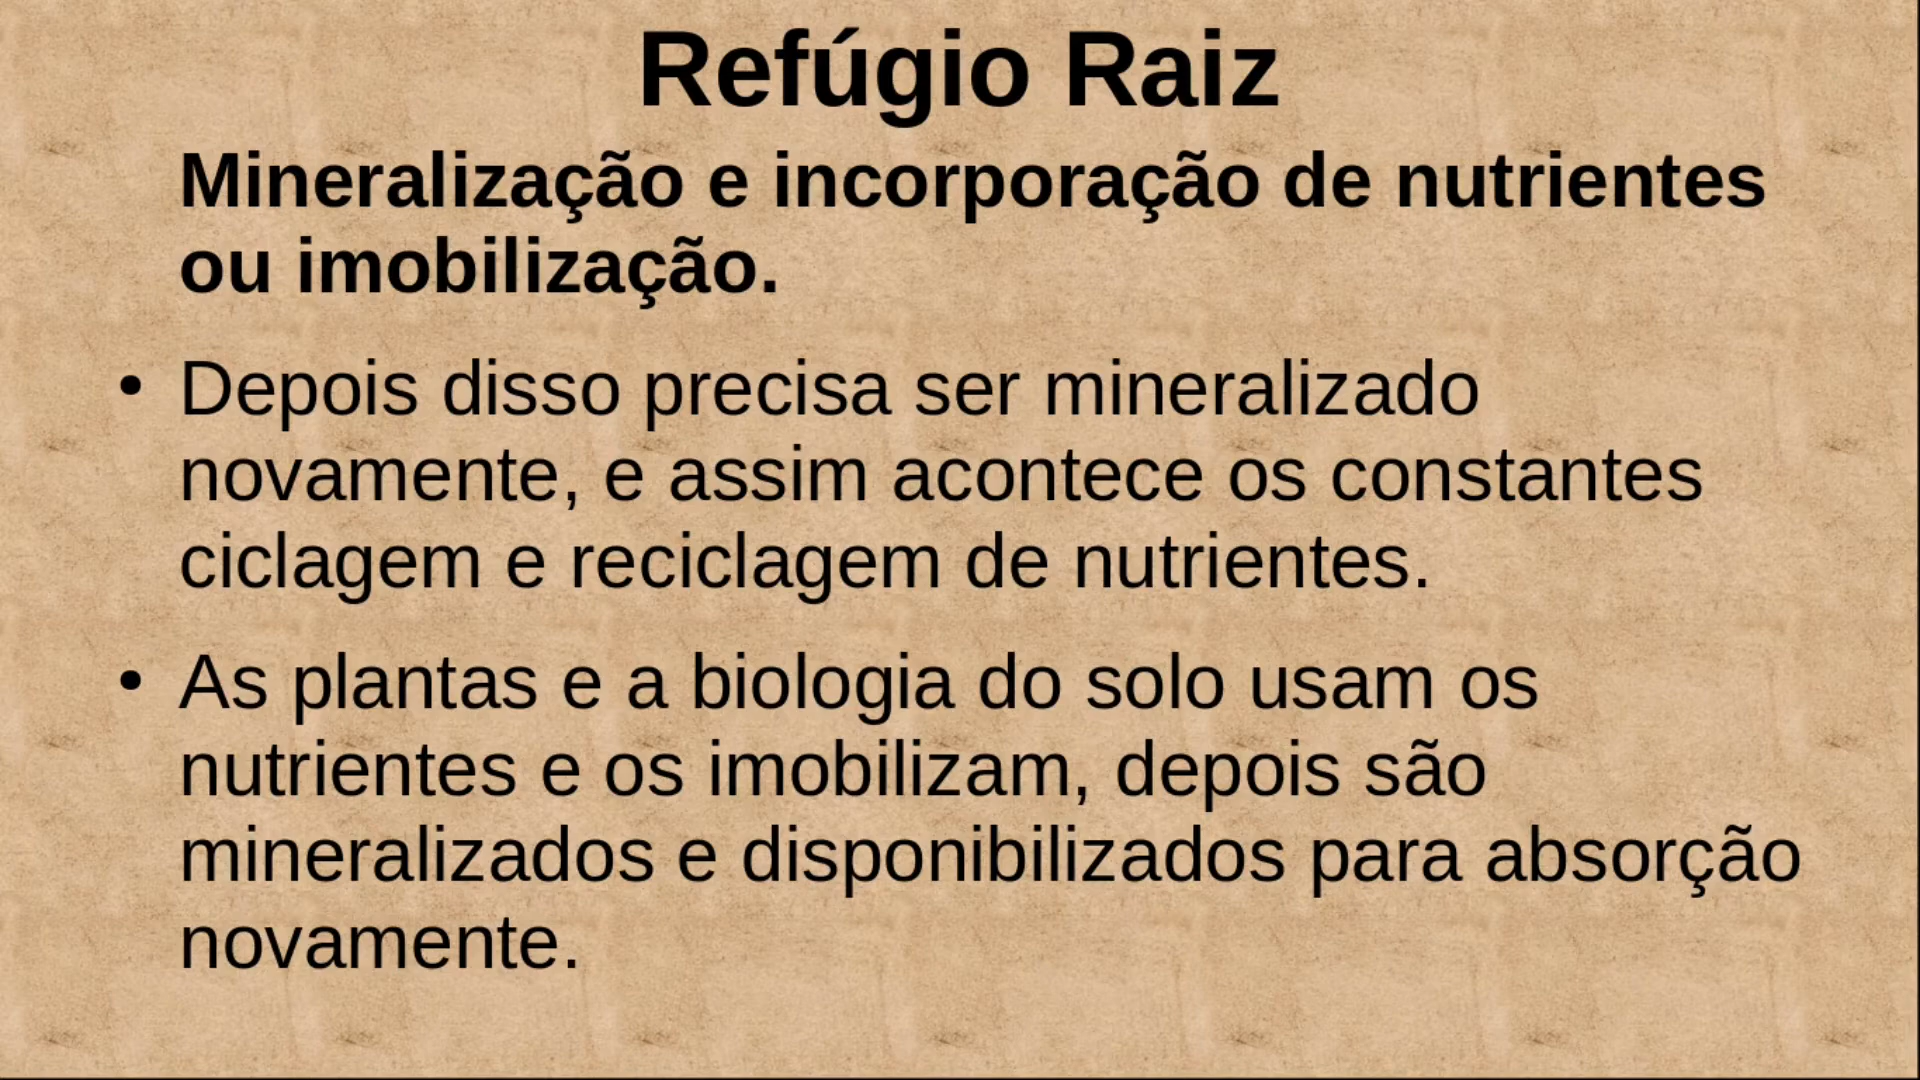 Refúgio Raiz
Mineralização e incorporação de nutrientes
ou imobilização.
• Depois disso precisa ser mineralizado
novamente, e assim acontece os constantes
ciclagem e reciclagem de nutrientes.
• As plantas e a biologia do solo usam os
nutrientes e os imobilizam, depois são
mineralizados e disponibilizados para absorção
novamente.